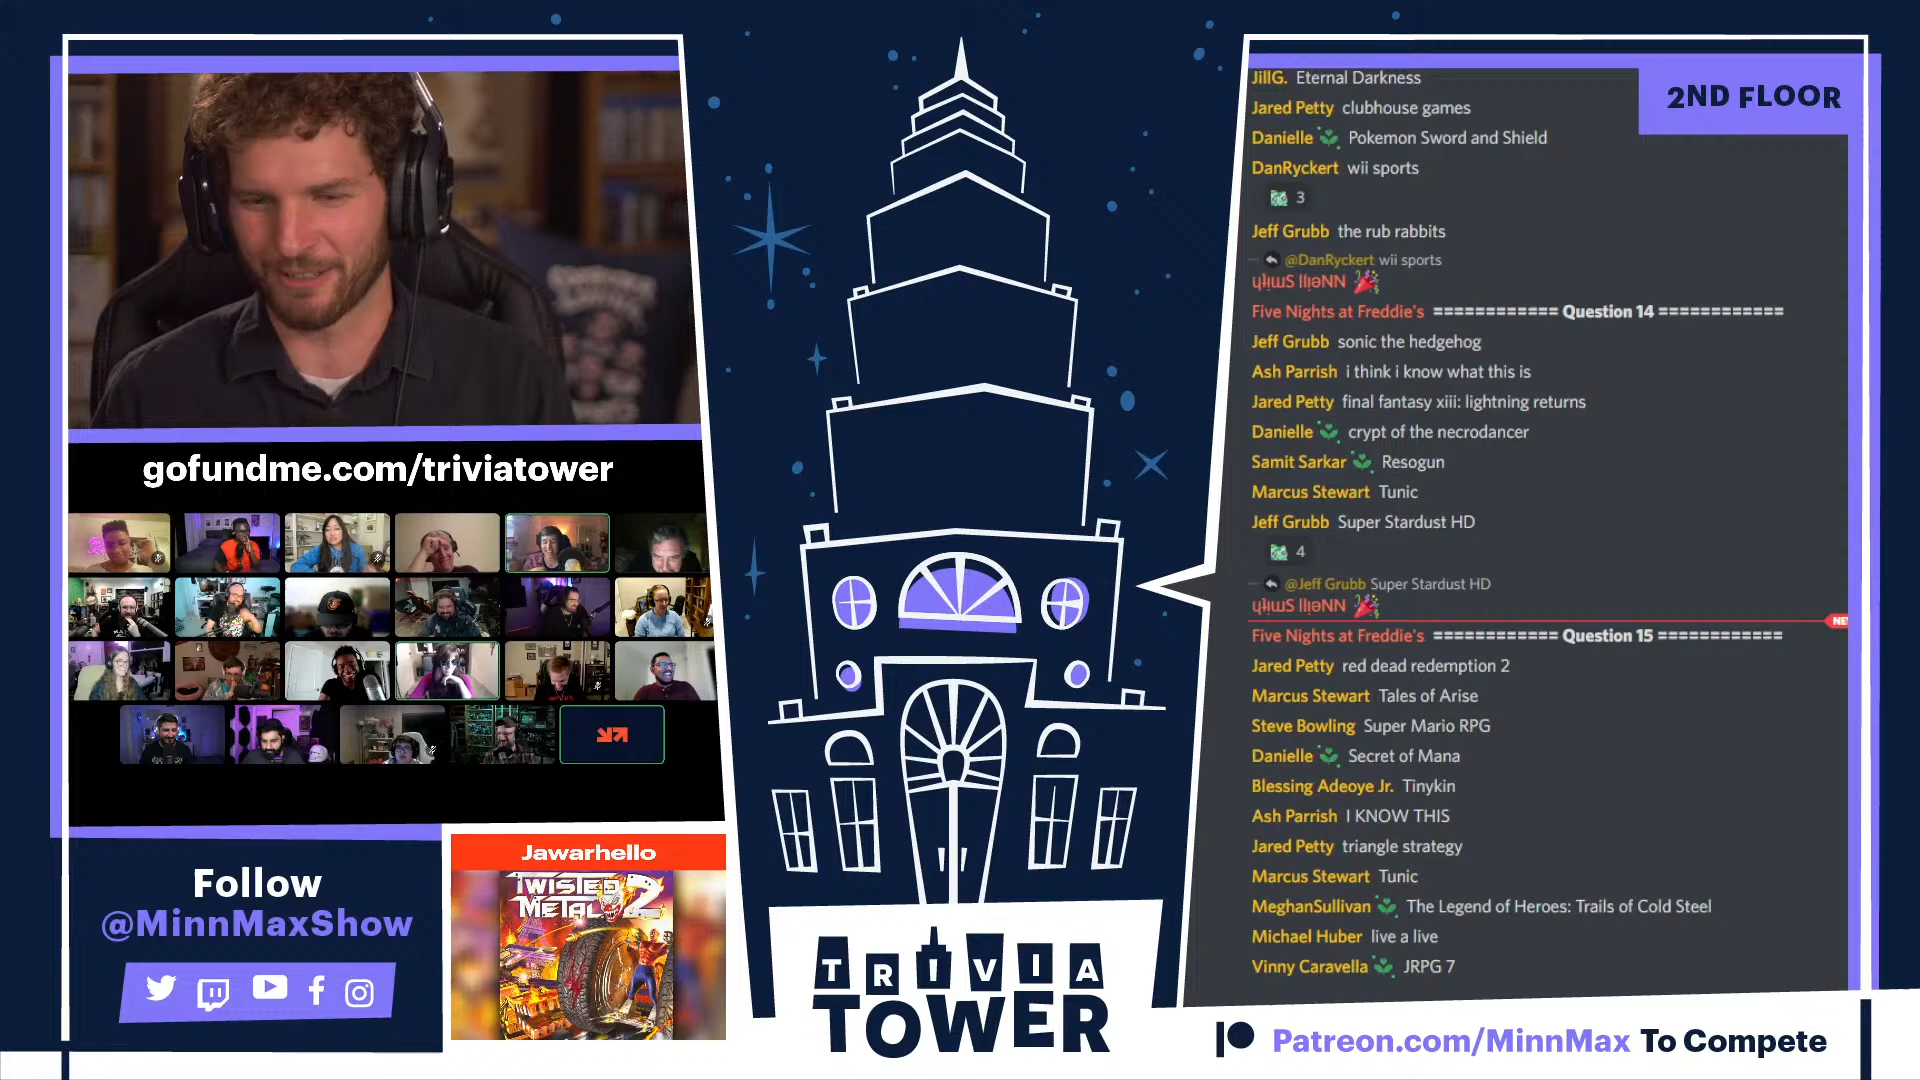 gofundme.com/triviatower
Follow
@MinnMaxShow
Jawarhello
TWISTED
METAL 2
TRIVIA
TOWER
2ND FLOOR
JillG. Eternal Darkness
Jared Petty clubhouse games
Danielle Pokemon Sword and Shield
DanRyckert wii sports
3
Jeff Grubb the rub rabbits
@DanRyckert wii sports
ɥʇᴉɯS llᴉǝNN
Five Nights at Freddie's ============ Question 14 ============
Jeff Grubb sonic the hedgehog
Ash Parrish i think i know what this is
Jared Petty final fantasy xiii: lightning returns
Danielle crypt of the necrodancer
Samit Sarkar Resogun
Marcus Stewart Tunic
Jeff Grubb Super Stardust HD
4
@Jeff Grubb Super Stardust HD
ɥʇᴉɯS llᴉǝNN
Five Nights at Freddie's ============ Question 15 ============
Jared Petty red dead redemption 2
Marcus Stewart Tales of Arise
Steve Bowling Super Mario RPG
Danielle Secret of Mana
Blessing Adeoye Jr. Tinykin
Ash Parrish I KNOW THIS
Jared Petty triangle strategy
Marcus Stewart Tunic
MeghanSullivan The Legend of Heroes: Trails of Cold Steel
Michael Huber live a live
Vinny Caravella JRPG 7
Patreon.com/MinnMax To Compete